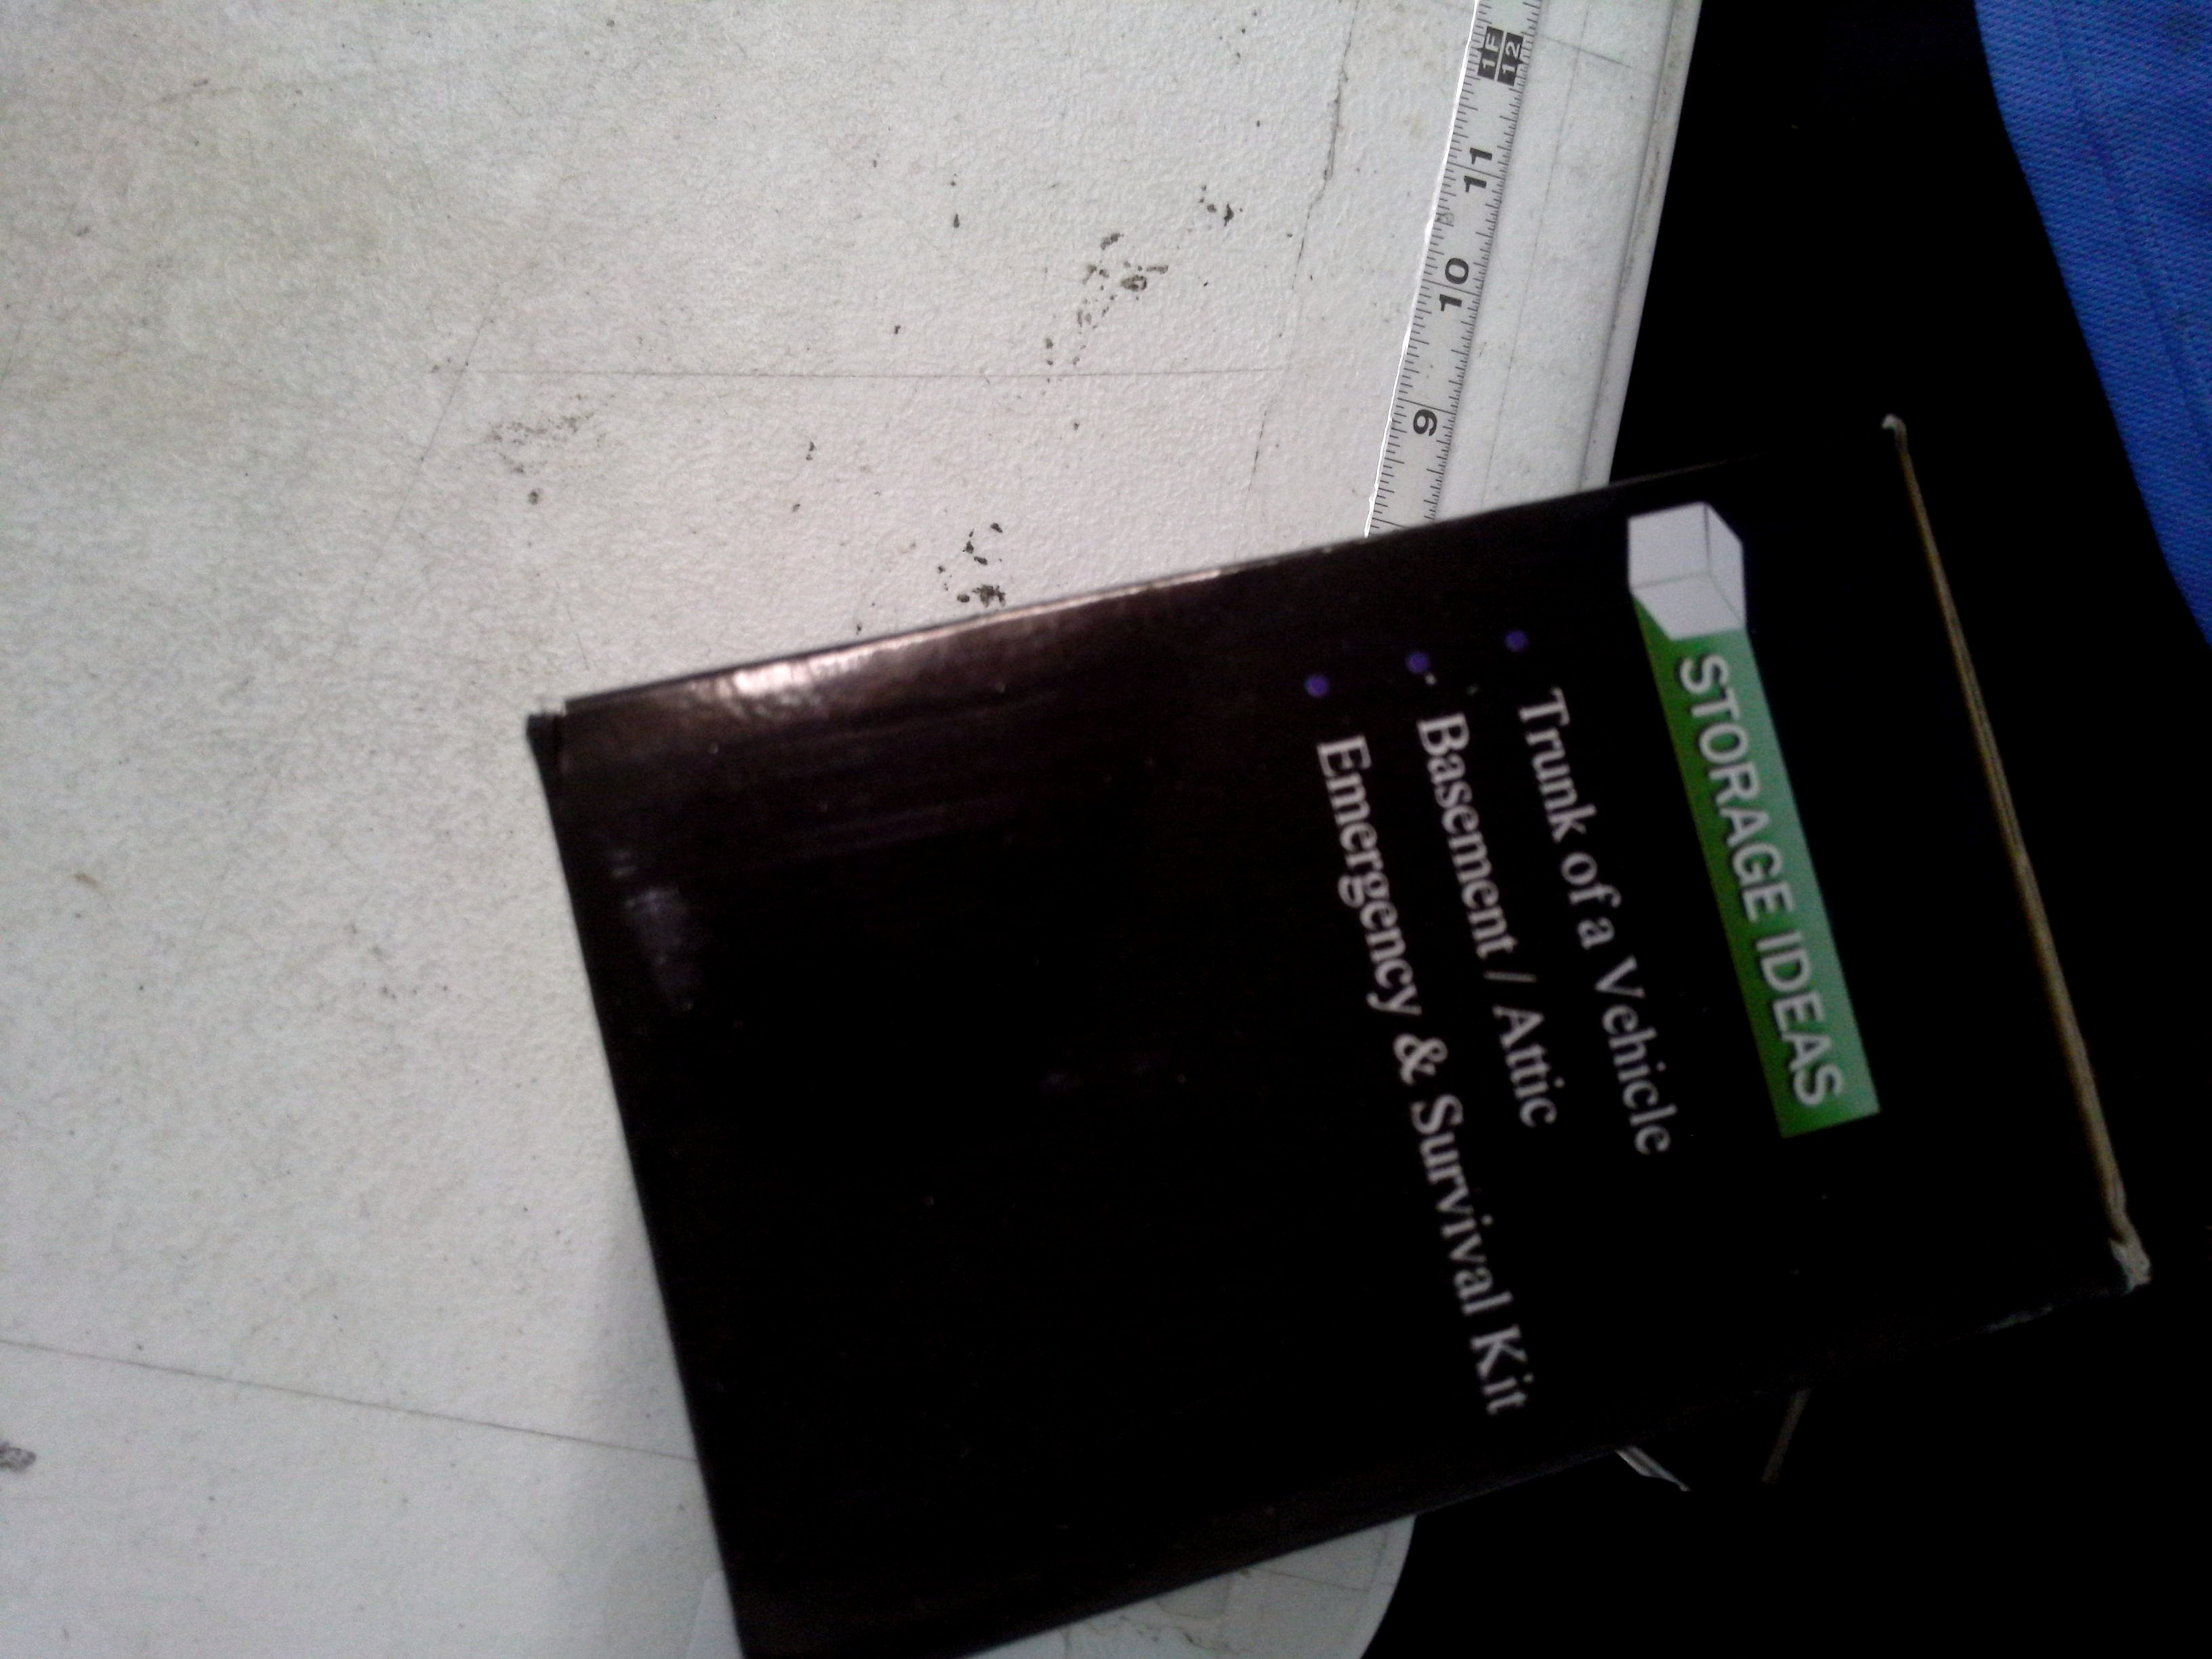 STORAGE IDEAS
Trunk of a Vehicle
Basement / Attic
Emergency & Survival Kit
1F
12
11
10
9